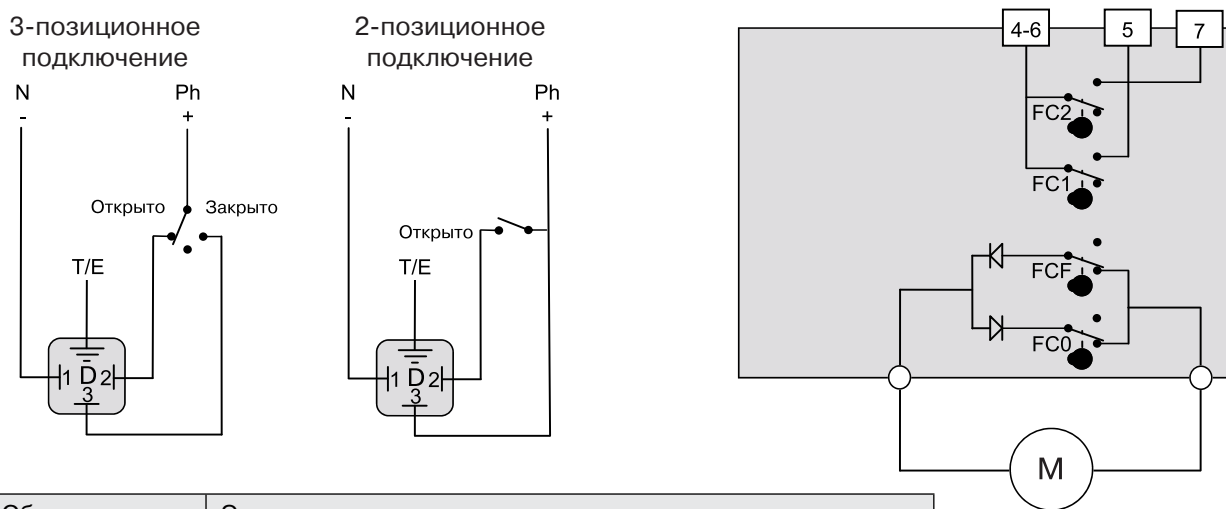 3-позиционное
подключение
N
Ph
-
+
Открыто
Закрыто
T/E
1 D 2
3
2-позиционное
подключение
N
Ph
-
+
Открыто
T/E
1 D 2
3
4-6
5
7
FC2
FC1
FCF
FC0
M